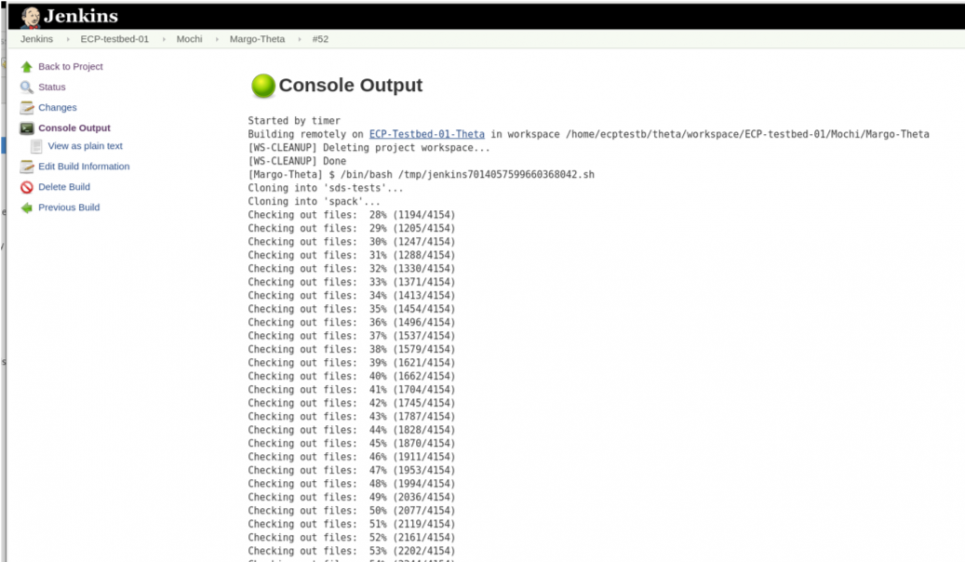 Jenkins
Jenkins › ECP-testbed-01 › Mochi › Margo-Theta › #52
Back to Project
Status
Changes
Console Output
View as plain text
Edit Build Information
Delete Build
Previous Build
Console Output
Started by timer
Building remotely on ECP-Testbed-01-Theta in workspace /home/ecptestb/theta/workspace/ECP-testbed-01/Mochi/Margo-Theta
[WS-CLEANUP] Deleting project workspace...
[WS-CLEANUP] Done
[Margo-Theta] $ /bin/bash /tmp/jenkins7014057599660368042.sh
Cloning into 'sds-tests'...
Cloning into 'spack'...
Checking out files:  28% (1194/4154)
Checking out files:  29% (1205/4154)
Checking out files:  30% (1247/4154)
Checking out files:  31% (1288/4154)
Checking out files:  32% (1330/4154)
Checking out files:  33% (1371/4154)
Checking out files:  34% (1413/4154)
Checking out files:  35% (1454/4154)
Checking out files:  36% (1496/4154)
Checking out files:  37% (1537/4154)
Checking out files:  38% (1579/4154)
Checking out files:  39% (1621/4154)
Checking out files:  40% (1662/4154)
Checking out files:  41% (1704/4154)
Checking out files:  42% (1745/4154)
Checking out files:  43% (1787/4154)
Checking out files:  44% (1828/4154)
Checking out files:  45% (1870/4154)
Checking out files:  46% (1911/4154)
Checking out files:  47% (1953/4154)
Checking out files:  48% (1994/4154)
Checking out files:  49% (2036/4154)
Checking out files:  50% (2077/4154)
Checking out files:  51% (2119/4154)
Checking out files:  52% (2161/4154)
Checking out files:  53% (2202/4154)